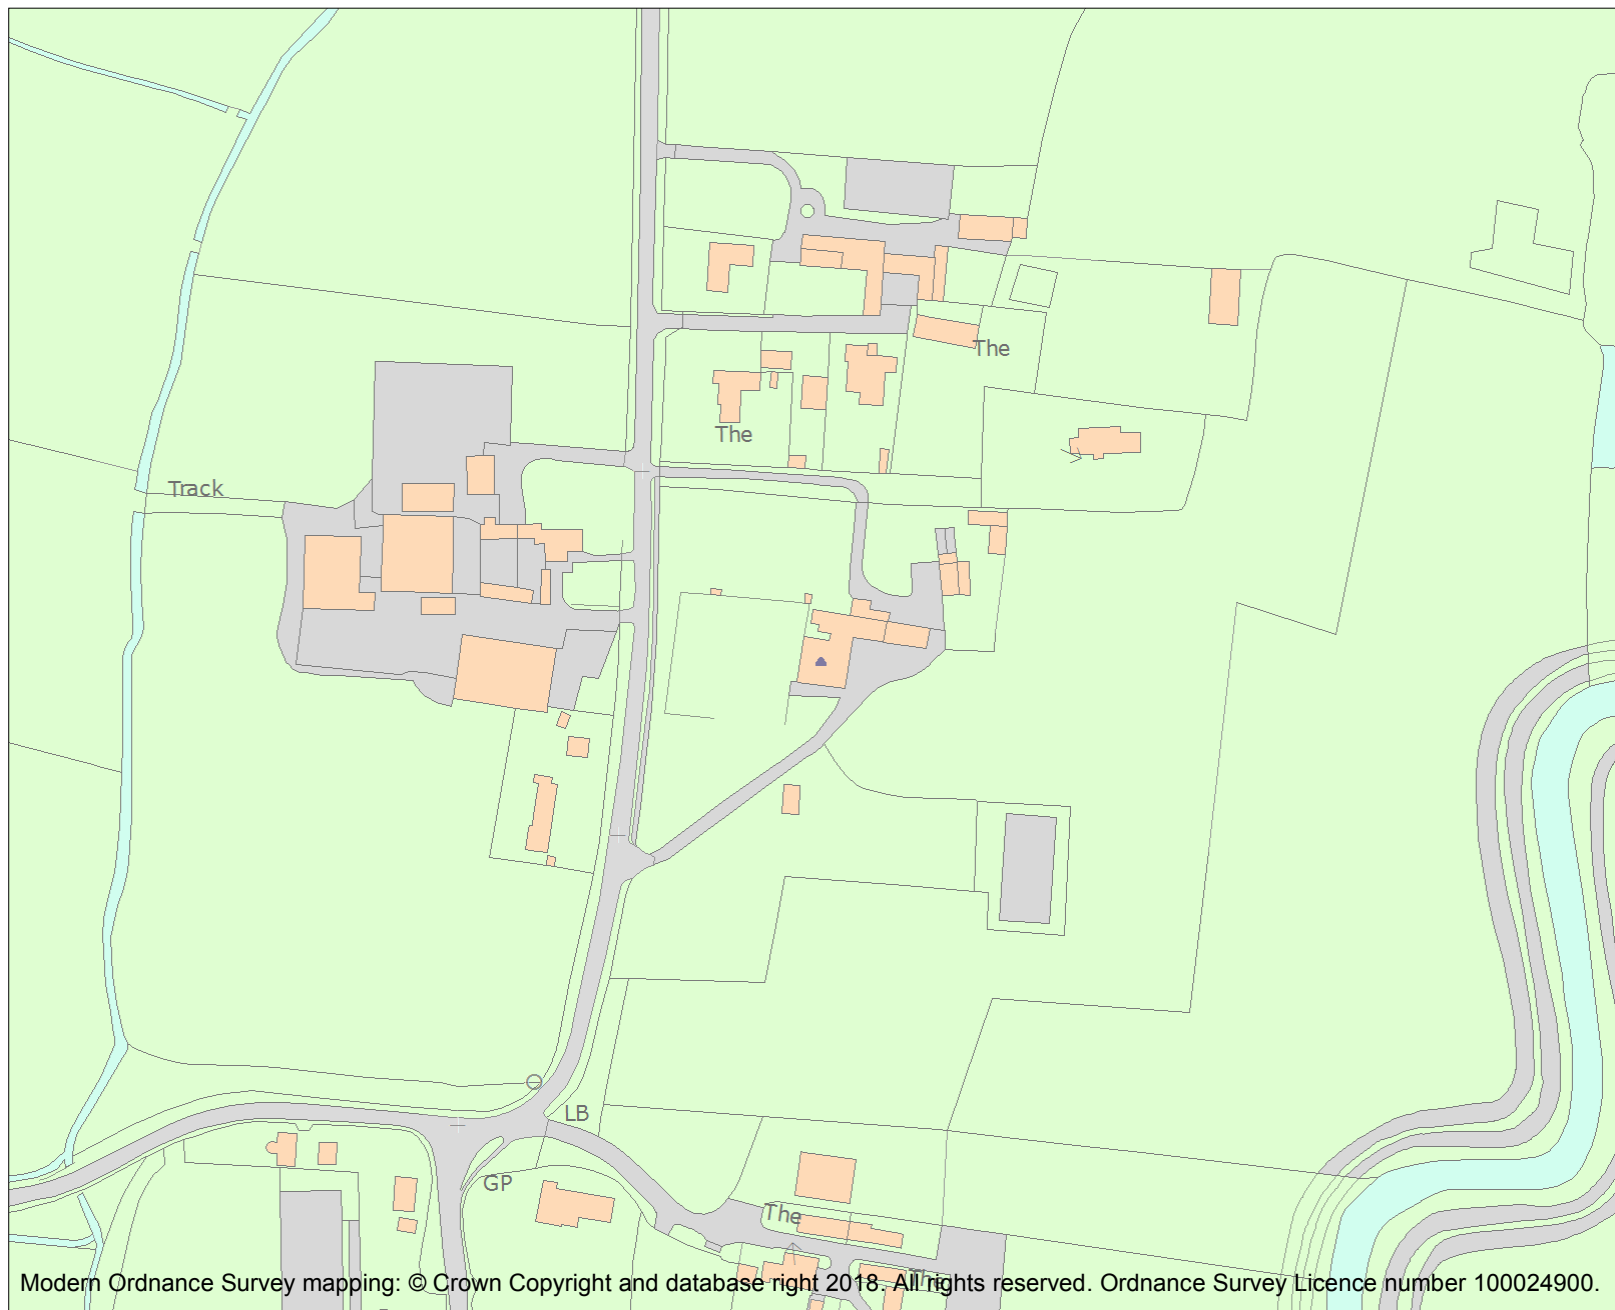 The
The
Track
LB
GP
The
The
Modern Ordnance Survey mapping: © Crown Copyright and database right 2018. All rights reserved. Ordnance Survey Licence number 100024900.